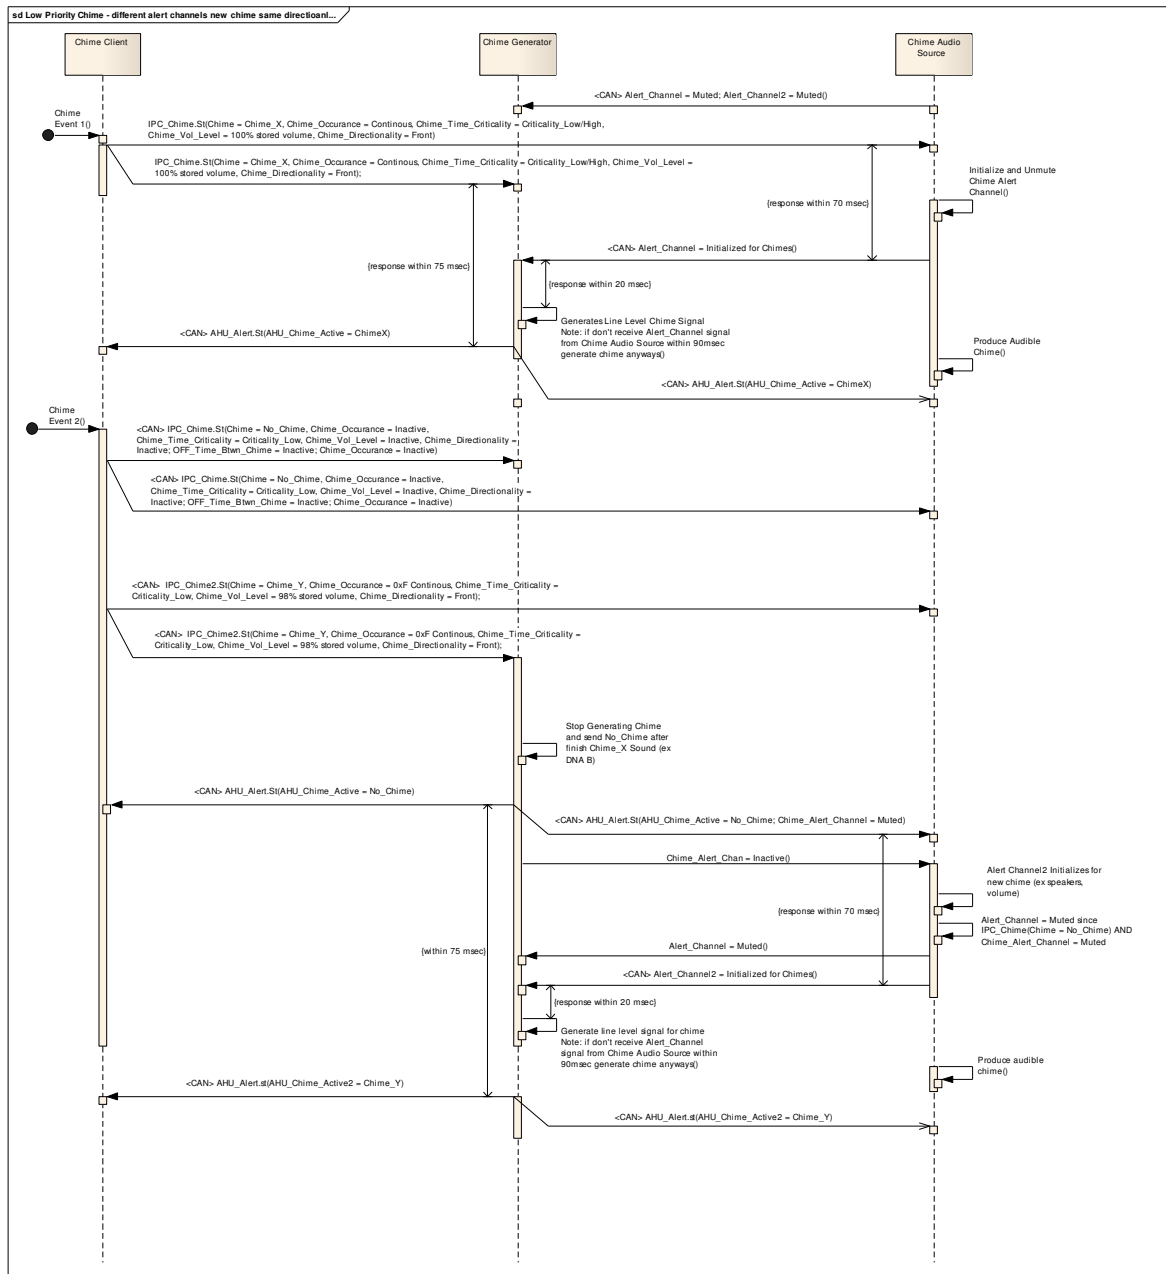 sd Low Priority Chime - different alert channels new chime same directioanl...
Chime Client
Chime Generator
Chime Audio
Source
<CAN> Alert_Channel = Muted; Alert_Channel2 = Muted()
Chime
Event 1()
IPC_Chime.St(Chime = Chime_X, Chime_Occurance = Continous, Chime_Time_Criticality = Criticality_Low/High,
Chime_Vol_Level = 100% stored volume, Chime_Directionality = Front)
IPC_Chime.St(Chime = Chime_X, Chime_Occurance = Continous, Chime_Time_Criticality = Criticality_Low/High, Chime_Vol_Level =
100% stored volume, Chime_Directionality = Front);
Initialize and Unmute
Chime Alert
Channel()
{response within 70 msec}
<CAN> Alert_Channel = Initialized for Chimes()
{response within 75 msec}
{response within 20 msec}
Generates Line Level Chime Signal
Note: if don't receive Alert_Channel signal
from Chime Audio Source within 90msec
generate chime anyways()
<CAN> AHU_Alert.St(AHU_Chime_Active = ChimeX)
Produce Audible
Chime()
<CAN> AHU_Alert.St(AHU_Chime_Active = ChimeX)
Chime
Event 2()
<CAN> IPC_Chime.St(Chime = No_Chime, Chime_Occurance = Inactive,
Chime_Time_Criticality = Criticality_Low, Chime_Vol_Level = Inactive, Chime_Directionality =
Inactive; OFF_Time_Btwn_Chime = Inactive; Chime_Occurance = Inactive)
<CAN> IPC_Chime.St(Chime = No_Chime, Chime_Occurance = Inactive,
Chime_Time_Criticality = Criticality_Low, Chime_Vol_Level = Inactive, Chime_Directionality =
Inactive; OFF_Time_Btwn_Chime = Inactive; Chime_Occurance = Inactive)
<CAN> IPC_Chime2.St(Chime = Chime_Y, Chime_Occurance = 0xF Continous, Chime_Time_Criticality =
Criticality_Low, Chime_Vol_Level = 98% stored volume, Chime_Directionality = Front);
<CAN> IPC_Chime2.St(Chime = Chime_Y, Chime_Occurance = 0xF Continous, Chime_Time_Criticality =
Criticality_Low, Chime_Vol_Level = 98% stored volume, Chime_Directionality = Front);
Stop Generating Chime
and send No_Chime after
finish Chime_X Sound (ex
DNA B)
<CAN> AHU_Alert.St(AHU_Chime_Active = No_Chime)
<CAN> AHU_Alert.St(AHU_Chime_Active = No_Chime; Chime_Alert_Channel = Muted)
Chime_Alert_Chan = Inactive()
Alert Channel2 Initializes for
new chime (ex speakers,
volume)
{response within 70 msec}
Alert_Channel = Muted since
IPC_Chime(Chime = No_Chime) AND
Chime_Alert_Channel = Muted
{within 75 msec}
Alert_Channel = Muted()
<CAN> Alert_Channel2 = Initialized for Chimes()
{response within 20 msec}
Generate line level signal for chime
Note: if don't receive Alert_Channel
signal from Chime Audio Source within
90msec generate chime anyways()
Produce audible
chime()
<CAN> AHU_Alert.st(AHU_Chime_Active2 = Chime_Y)
<CAN> AHU_Alert.st(AHU_Chime_Active2 = Chime_Y)